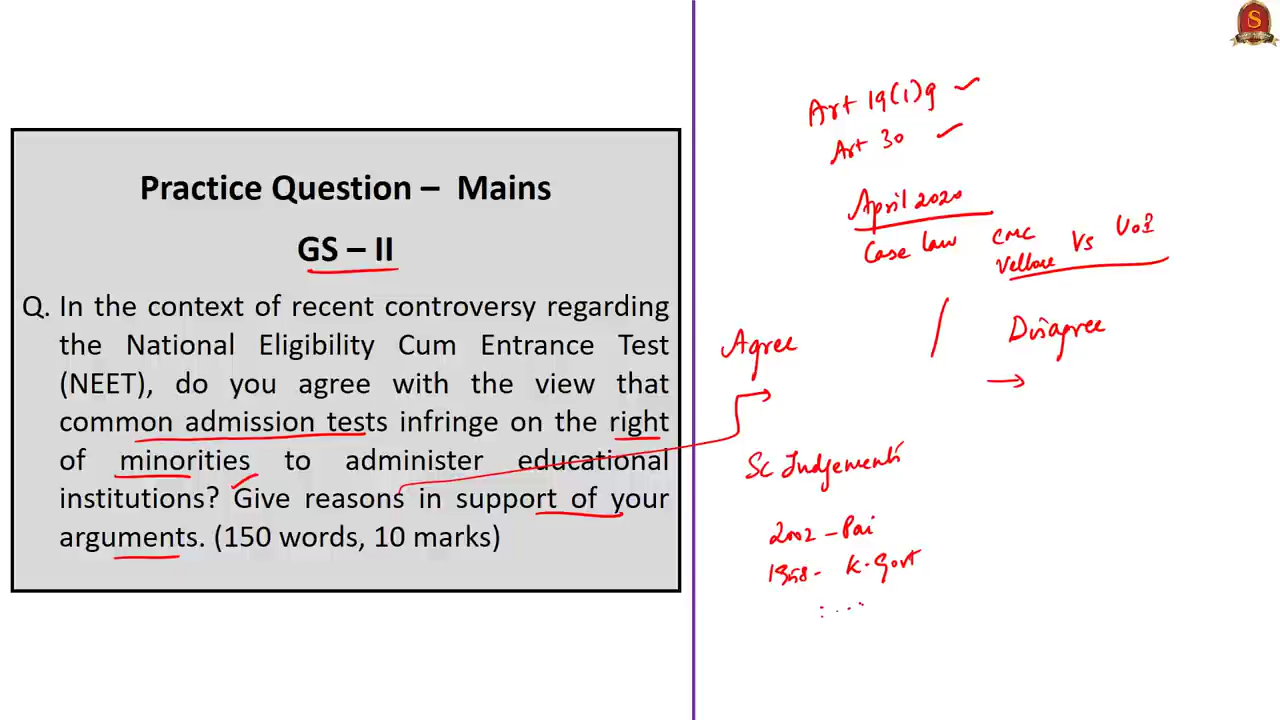 Practice Question – Mains
GS – II
Q. In the context of recent controversy regarding
the National Eligibility Cum Entrance Test
(NEET), do you agree with the view that
common admission tests infringe on the right
of minorities to administer educational
institutions? Give reasons in support of your
arguments. (150 words, 10 marks)
S
Art 19(1)g
Art 30
April 2020
Case law CMC Vellore Vs UoI
Agree / Disagree
Sc Judgements
2002 - Pai
1958 - K. Govt